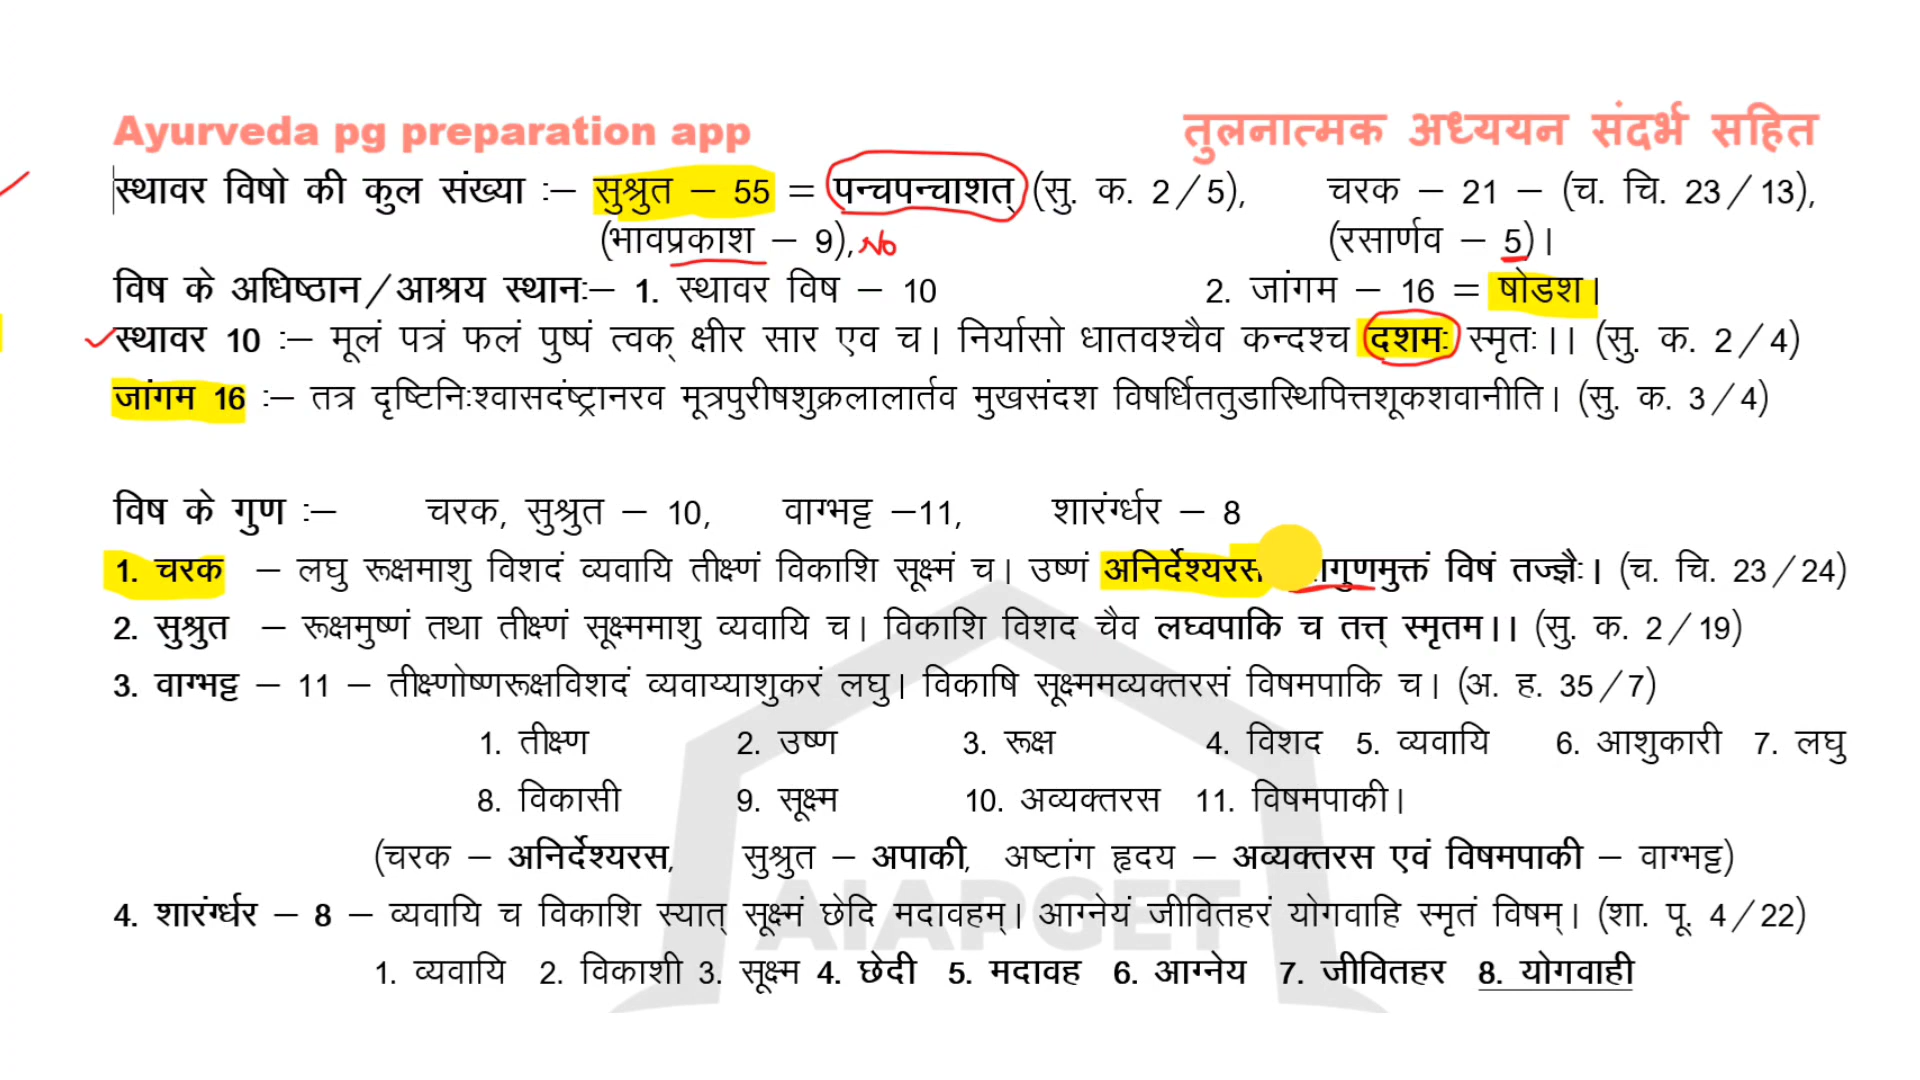 Ayurveda pg preparation app तुलनात्मक अध्ययन संदर्भ सहित
स्थावर विषो की कुल संख्या :– सुश्रुत – 55 = पन्चपन्चाशत् (सु. क. 2/5), चरक – 21 – (च. चि. 23/13),
(भावप्रकाश – 9), No (रसार्णव – 5)।
विष के अधिष्ठान/आश्रय स्थानः– 1. स्थावर विष – 10 2. जांगम – 16 = षोडश।
स्थावर 10 :– मूलं पत्रं फलं पुष्पं त्वक् क्षीर सार एव च। निर्यासो धातवश्चैव कन्दश्च दशमः स्मृतः।। (सु. क. 2/4)
जांगम 16 :– तत्र दृष्टिनिःश्वासदंष्ट्रानरव मूत्रपुरीषशुक्रलालार्तव मुखसंदश विषर्धिततुडास्थिपित्तशूकशवानीति। (सु. क. 3/4)
विष के गुण :– चरक, सुश्रुत – 10, वाग्भट्ट –11, शारंर्ग्धर – 8
1. चरक – लघु रूक्षमाशु विशदं व्यवायि तीक्ष्णं विकाशि सूक्ष्मं च। उष्णं अनिर्देश्यरस गुणमुक्तं विषं तज्ज्ञैः। (च. चि. 23/24)
2. सुश्रुत – रूक्षमुष्णं तथा तीक्ष्णं सूक्ष्ममाशु व्यवायि च। विकाशि विशद चैव लघ्वपाकि च तत्त् स्मृतम।। (सु. क. 2/19)
3. वाग्भट्ट – 11 – तीक्ष्णोष्णरूक्षविशदं व्यवाय्याशुकरं लघु। विकाषि सूक्ष्ममव्यक्तरसं विषमपाकि च। (अ. ह. 35/7)
1. तीक्ष्ण 2. उष्ण 3. रूक्ष 4. विशद 5. व्यवायि 6. आशुकारी 7. लघु
8. विकासी 9. सूक्ष्म 10. अव्यक्तरस 11. विषमपाकी।
(चरक – अनिर्देश्यरस, सुश्रुत – अपाकी, अष्टांग हृदय – अव्यक्तरस एवं विषमपाकी – वाग्भट्ट)
4. शारंर्ग्धर – 8 – व्यवायि च विकाशि स्यात् सूक्ष्मं छेदि मदावहम्। आग्नेयं जीवितहरं योगवाहि स्मृतं विषम्। (शा. पू. 4/22)
AIAPGET
1. व्यवायि 2. विकाशी 3. सूक्ष्म 4. छेदी 5. मदावह 6. आग्नेय 7. जीवितहर 8. योगवाही